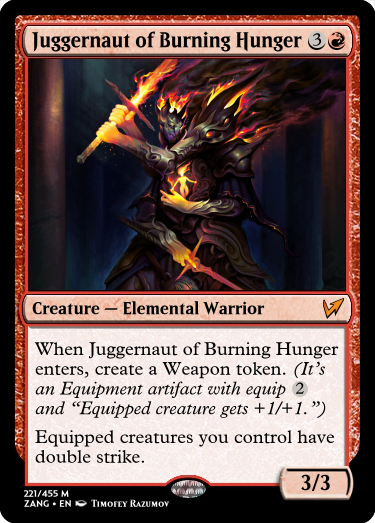 Juggernaut of Burning Hunger 3
Creature — Elemental Warrior
When Juggernaut of Burning Hunger
enters, create a Weapon token. (It's
an Equipment artifact with equip 2
and “Equipped creature gets +1/+1.”)
Equipped creatures you control have
double strike.
3/3
221/455 M
ZANG • EN Timofey Razumov